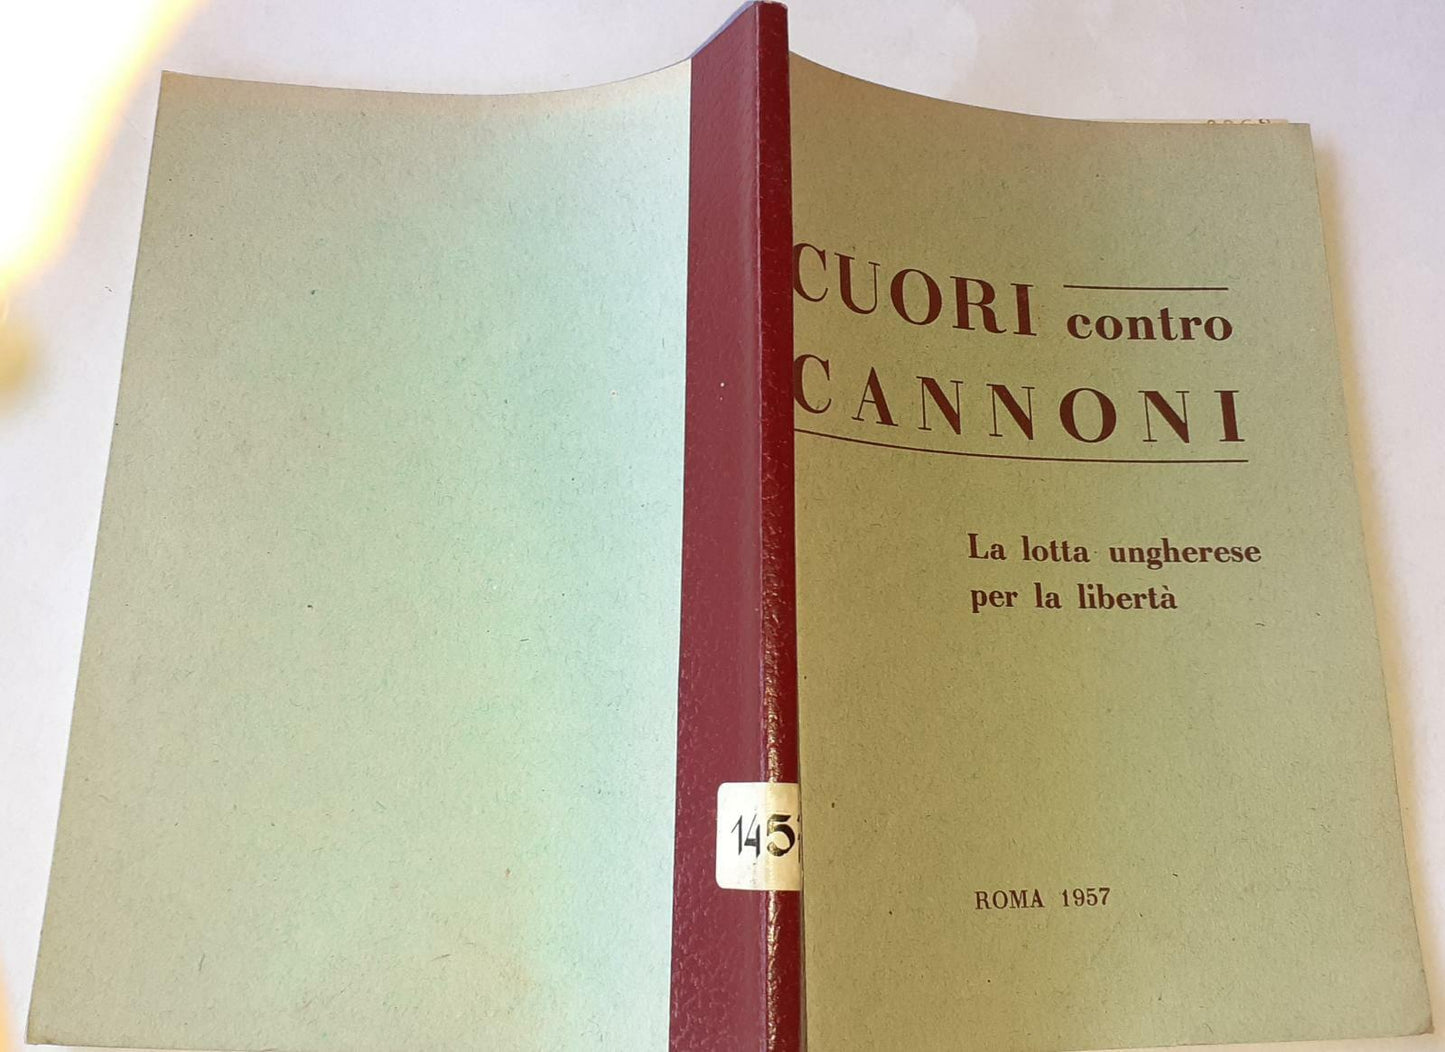 CUORI contro
CANNONI
La lotta ungherese
per la libertà
ROMA 1957
145